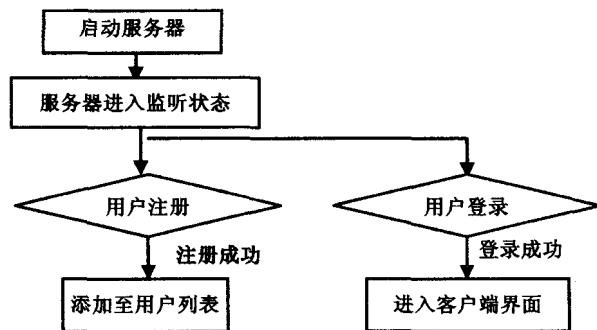 启动服务器
服务器进入监听状态
用户注册
用户登录
注册成功
登录成功
添加至用户列表
进入客户端界面